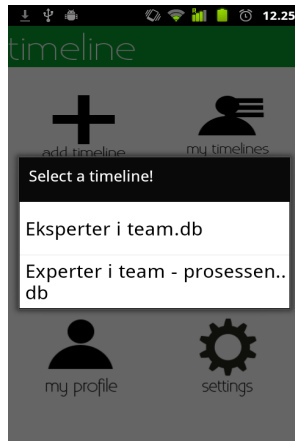 12.25
timeline
add timeline
my timelines
Select a timeline!
Eksperter i team.db
Experter i team - prosessen..
db
my profile
settings